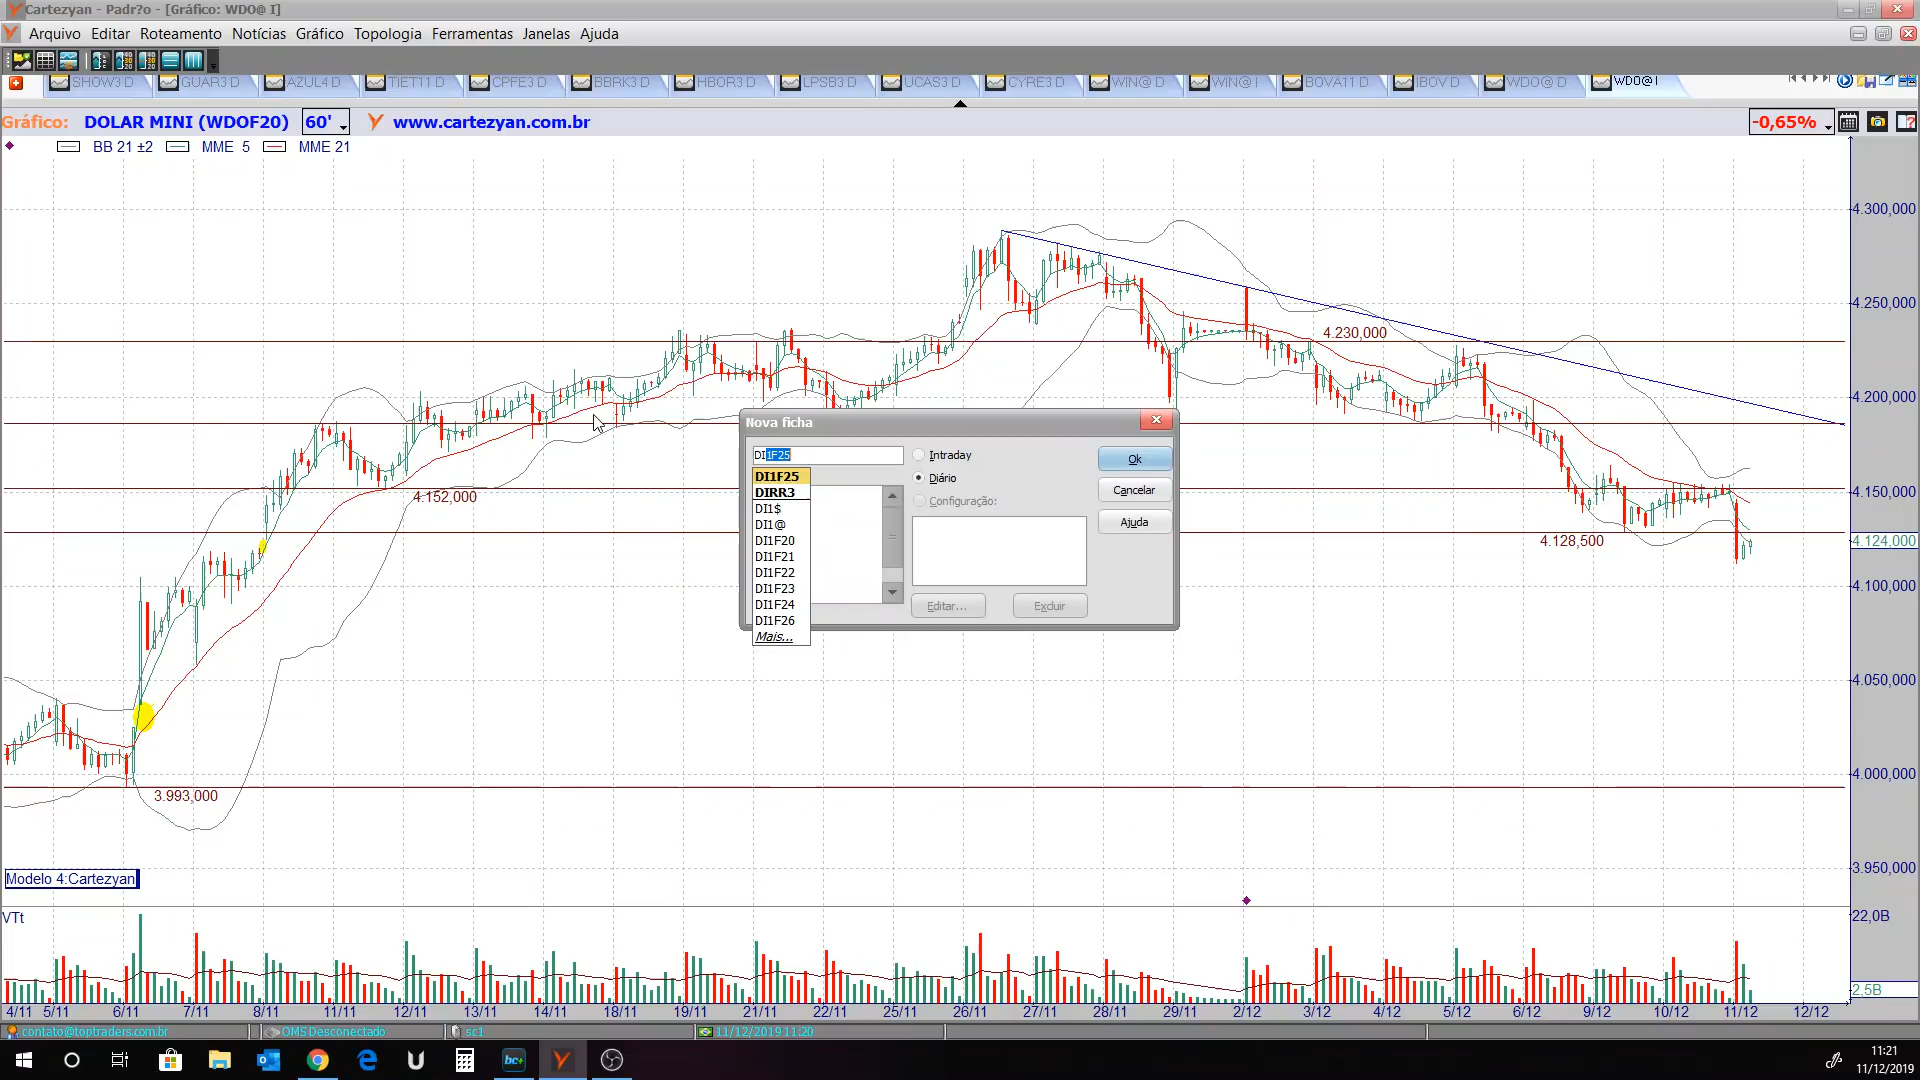 Cartezyan - Padr?o - [Gráfico: WDO@ I]
Arquivo Editar Roteamento Notícias Gráfico Topologia Ferramentas Janelas Ajuda
SHOW3 D GUAR3 D AZUL4 D TIET11 D CPFE3 D BBRK3 D HBOR3 D LPSB3 D UCAS3 D CYRE3 D WIN@ D WIN@ I BOVA11 D IBOV D WDO@ D WDO@ I
Gráfico: DOLAR MINI (WDOF20) 60' www.cartezyan.com.br -0,65%
BB 21 ±2 MME 5 MME 21
4.300,000
4.250,000
4.230,000
4.200,000
Nova ficha
DI1F25
Intraday
Ok
DI1F25
Diário
DIRR3
Cancelar
4.150,000
4.152,000
Configuração:
DI1$
DI1@
Ajuda
DI1F20
4.128,500
4.124,000
DI1F21
DI1F22
DI1F23
4.100,000
DI1F24
Editar...
Excluir
DI1F26
Mais...
4.050,000
4.000,000
3.993,000
3.950,000
Modelo 4:Cartezyan
VTt
22,0B
2,5B
4/11 5/11 6/11 7/11 8/11 11/11 12/11 13/11 14/11 18/11 19/11 21/11 22/11 25/11 26/11 27/11 28/11 29/11 2/12 3/12 4/12 5/12 6/12 9/12 10/12 11/12 12/12
contato@toptraders.com.br OMS Desconectado sc1 11/12/2019 11:20
bc+
11:21
11/12/2019